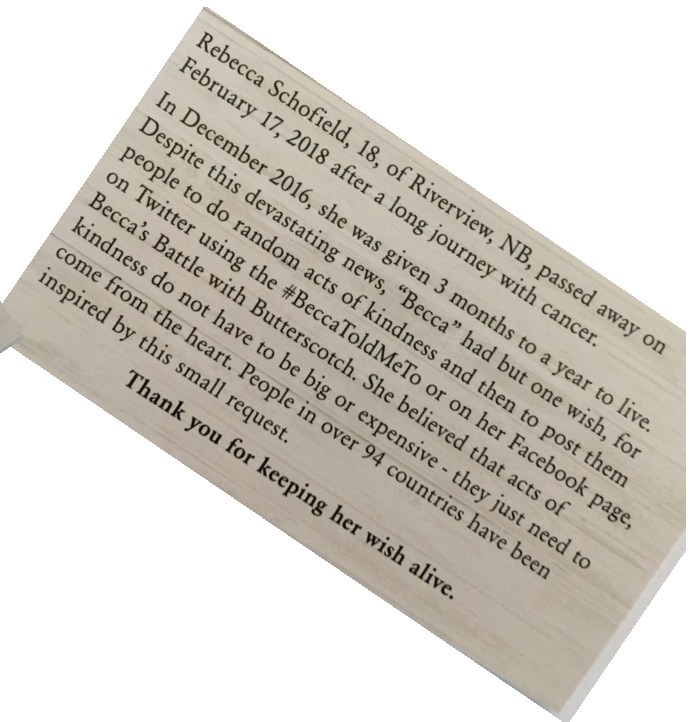 Rebecca Schofield, 18, of Riverview, NB, passed away on
February 17, 2018 after a long journey with cancer.
In December 2016, she was given 3 months to a year to live.
Despite this devastating news, “Becca” had but one wish, for
people to do random acts of kindness and then to post them
on Twitter using the #BeccaToldMeTo or on her Facebook page,
Becca’s Battle with Butterscotch. She believed that acts of
kindness do not have to be big or expensive - they just need to
come from the heart. People in over 94 countries have been
inspired by this small request.
Thank you for keeping her wish alive.